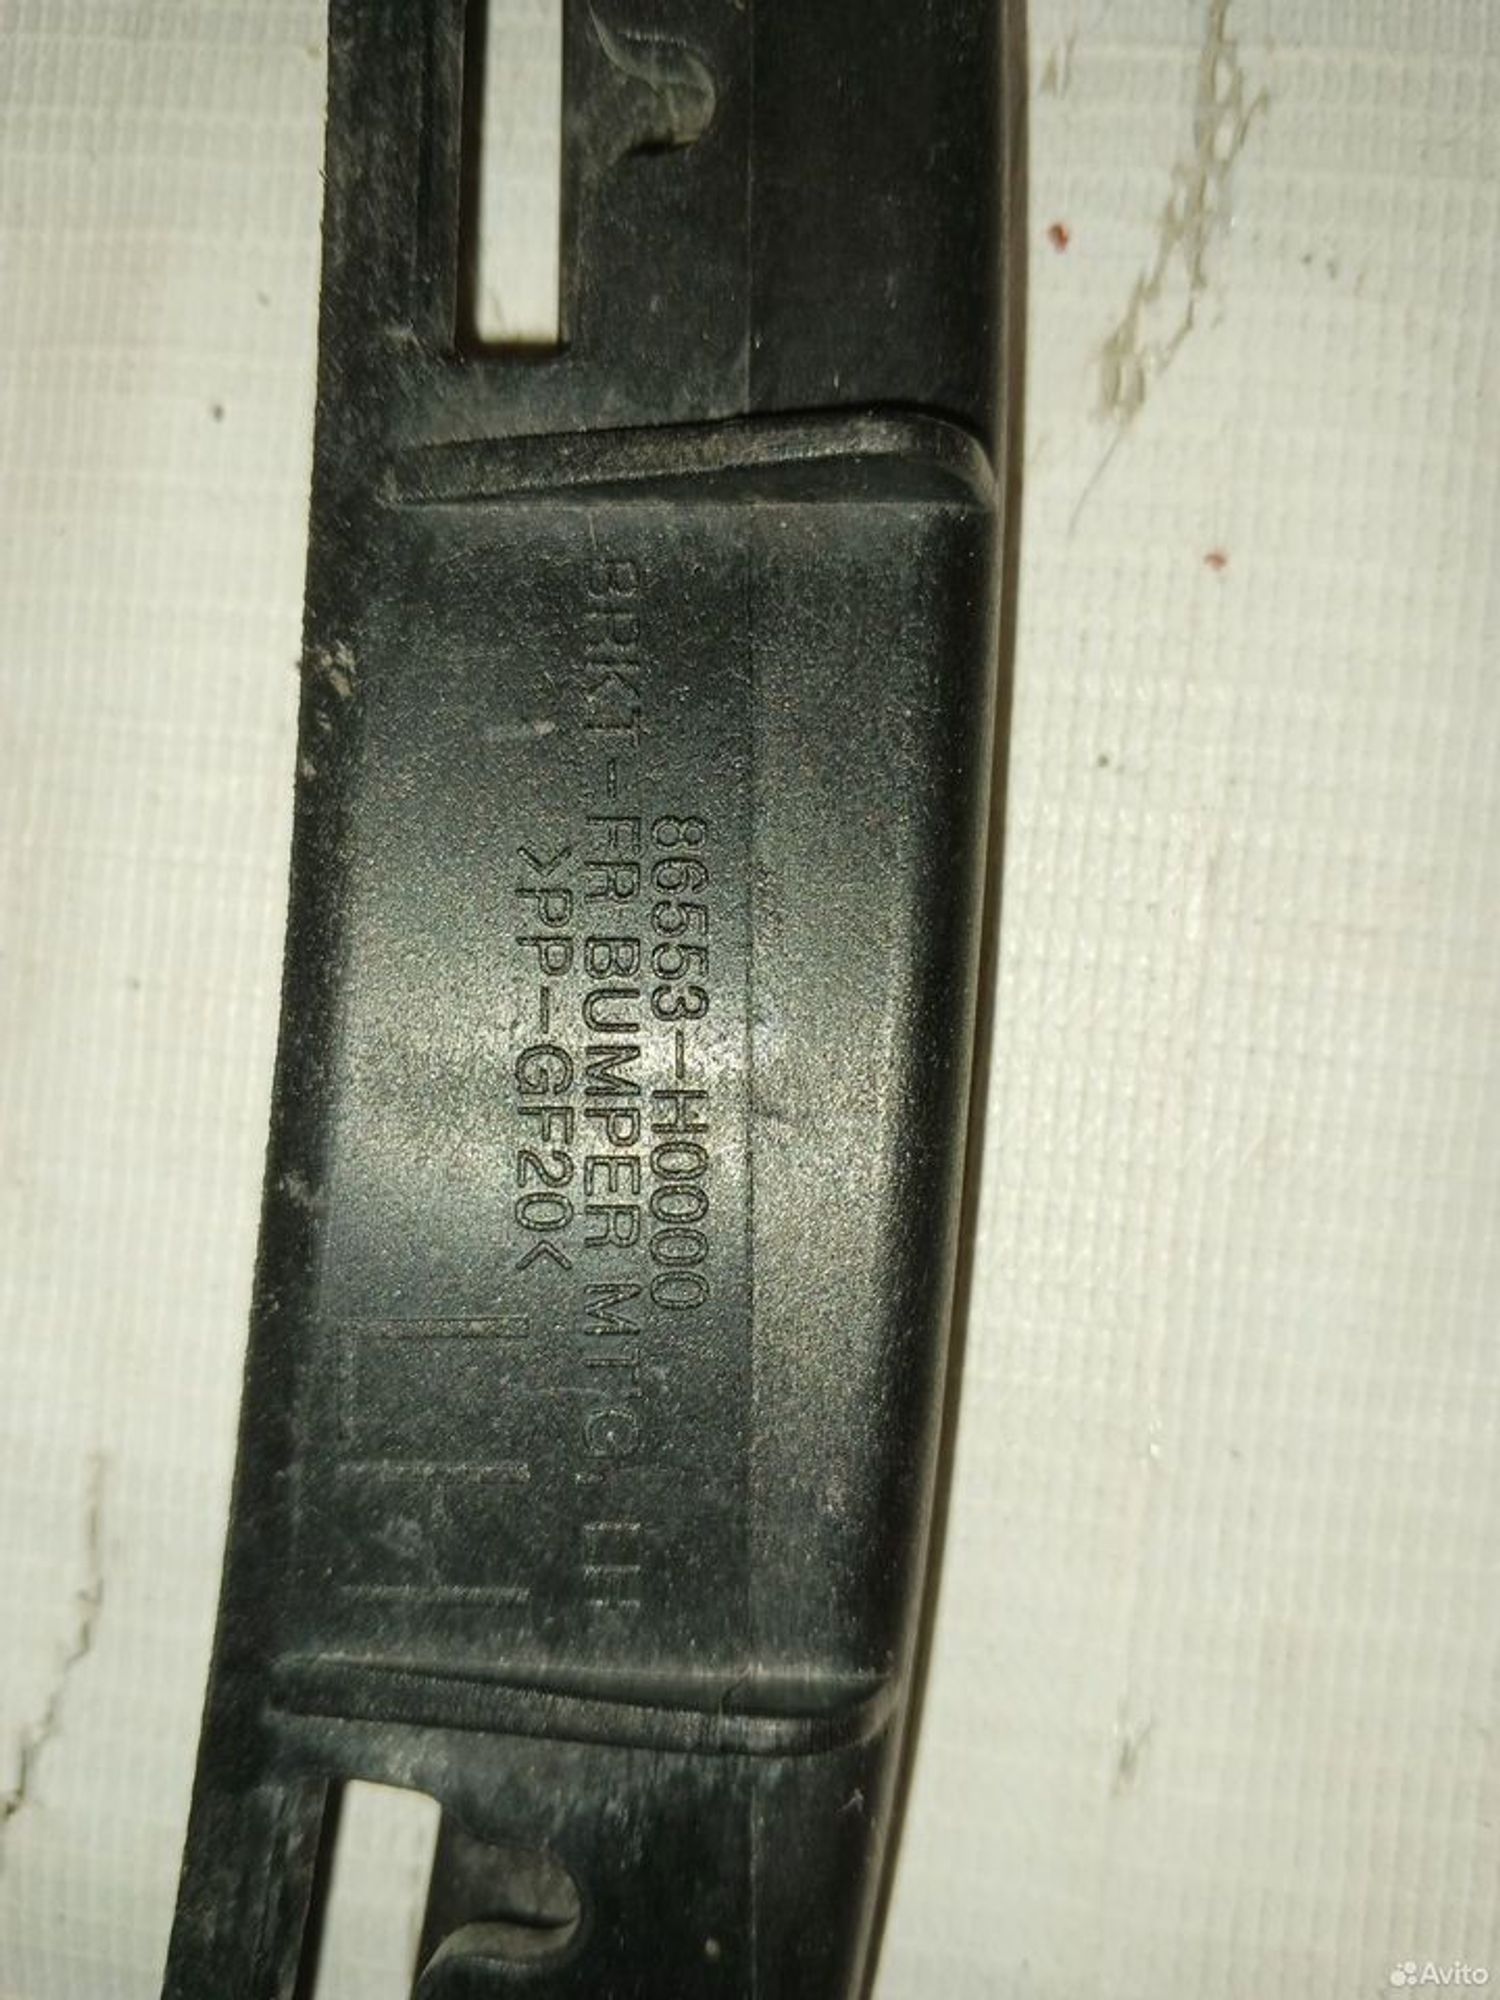 86553-H0000
BRKT-FR BUMPER MTG, LH
>PP-GF20<
Avito